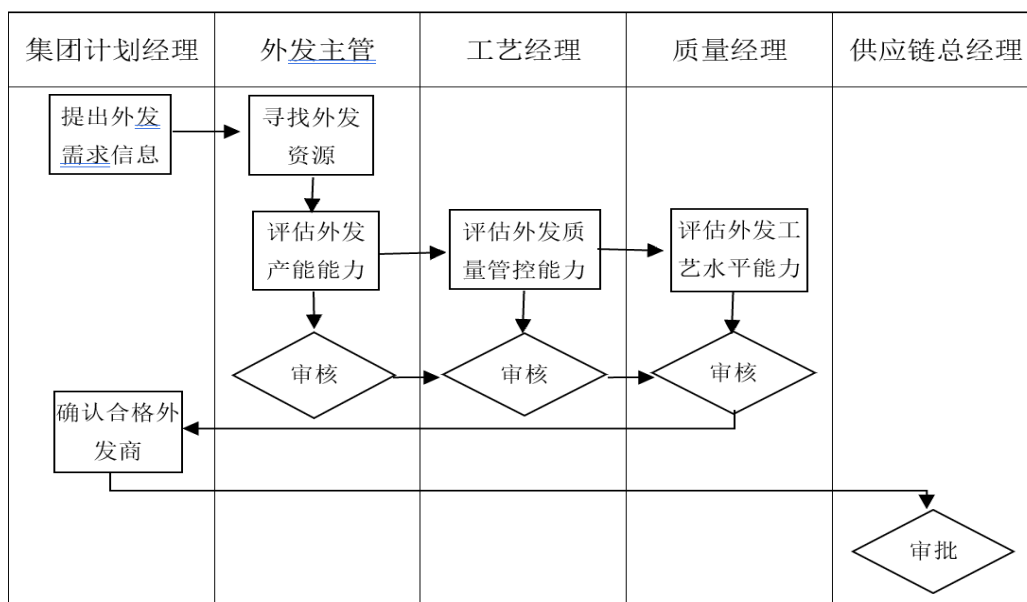 集团计划经理
外发主管
工艺经理
质量经理
供应链总经理
提出外发
需求信息
寻找外发
资源
评估外发
产能能力
评估外发质
量管控能力
评估外发工
艺水平能力
审核
审核
审核
确认合格外
发商
审批